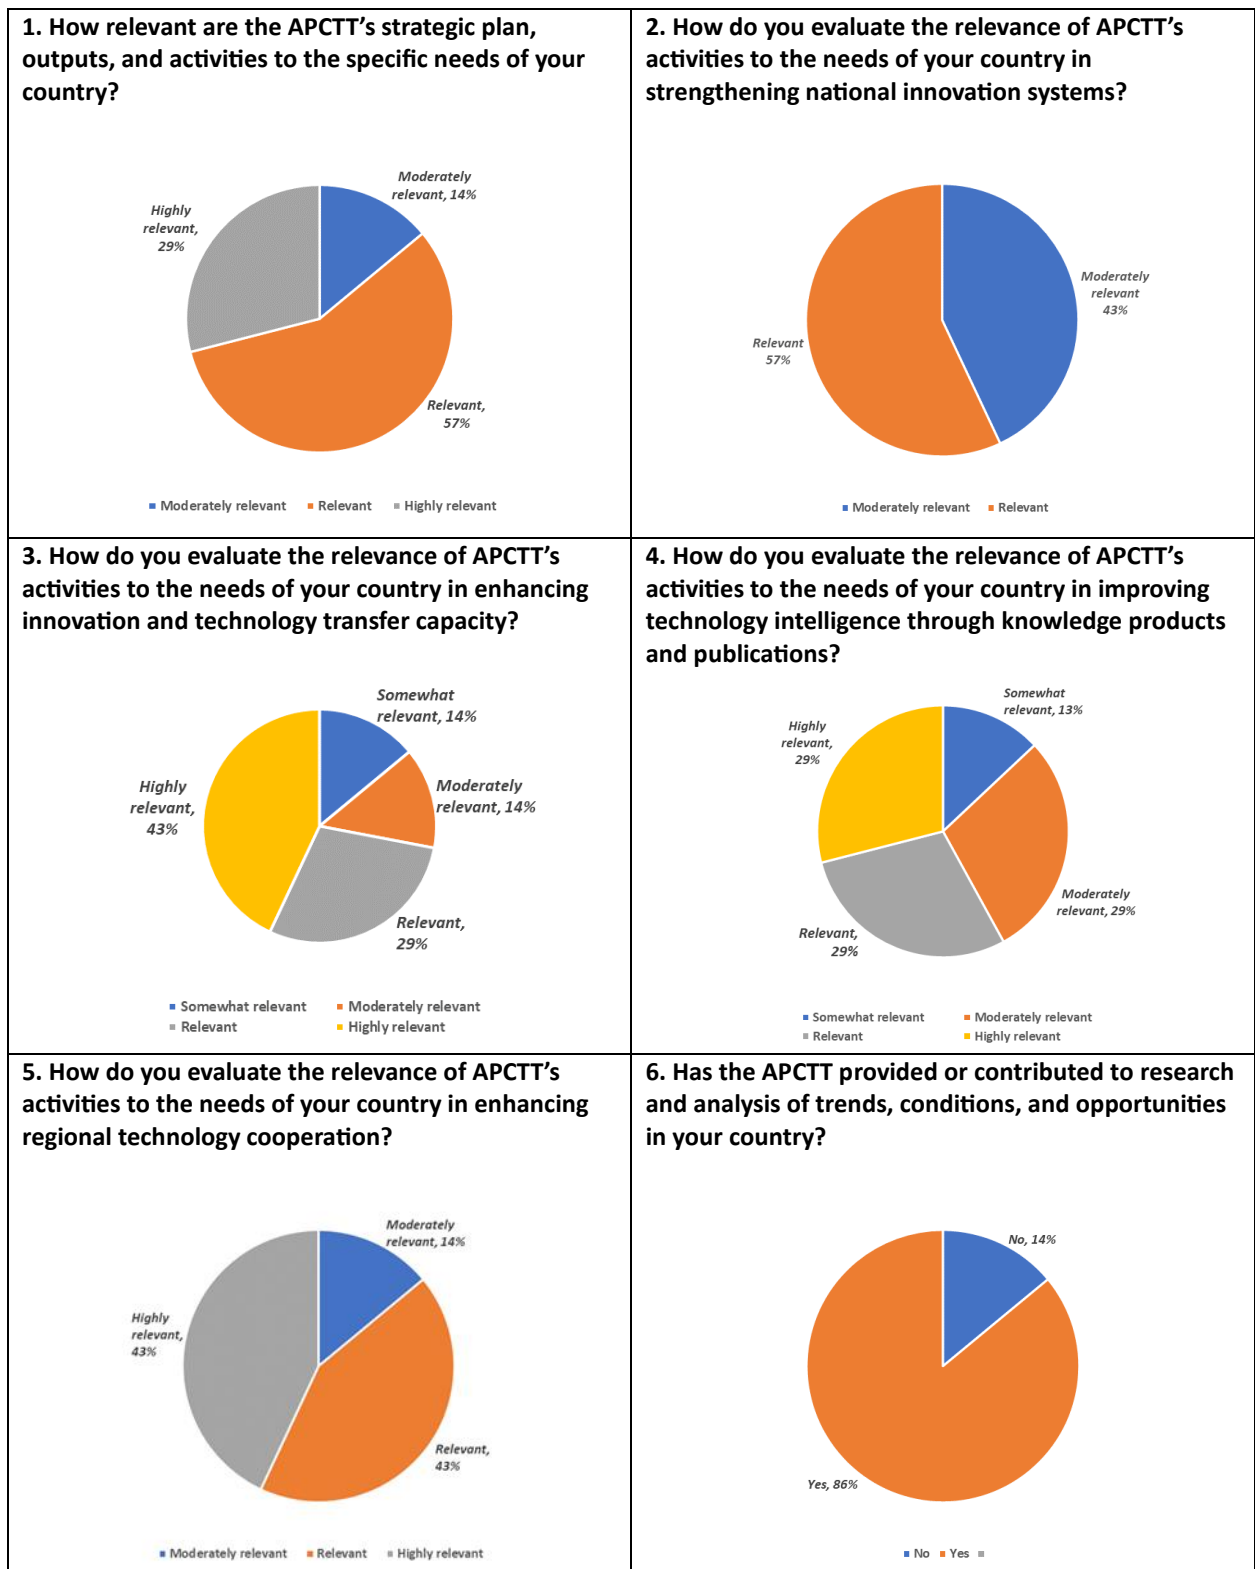 1. How relevant are the APCTT's strategic plan,
outputs, and activities to the specific needs of your
country?
Moderately
relevant, 14%
Highly
relevant,
29%
Relevant,
57%
Moderately relevant Relevant Highly relevant
2. How do you evaluate the relevance of APCTT's
activities to the needs of your country in
strengthening national innovation systems?
Moderately
relevant
43%
Relevant
57%
Moderately relevant Relevant
3. How do you evaluate the relevance of APCTT's
activities to the needs of your country in enhancing
innovation and technology transfer capacity?
Somewhat
relevant, 14%
Highly
relevant,
43%
Moderately
relevant, 14%
Relevant,
29%
Somewhat relevant Moderately relevant
Relevant Highly relevant
4. How do you evaluate the relevance of APCTT's
activities to the needs of your country in improving
technology intelligence through knowledge products
and publications?
Somewhat
relevant, 13%
Highly
relevant,
29%
Moderately
relevant, 29%
Relevant,
29%
Somewhat relevant Moderately relevant
Relevant Highly relevant
5. How do you evaluate the relevance of APCTT's
activities to the needs of your country in enhancing
regional technology cooperation?
Moderately
relevant, 14%
Highly
relevant,
43%
Relevant,
43%
Moderately relevant Relevant Highly relevant
6. Has the APCTT provided or contributed to research
and analysis of trends, conditions, and opportunities
in your country?
No, 14%
Yes, 86%
No Yes